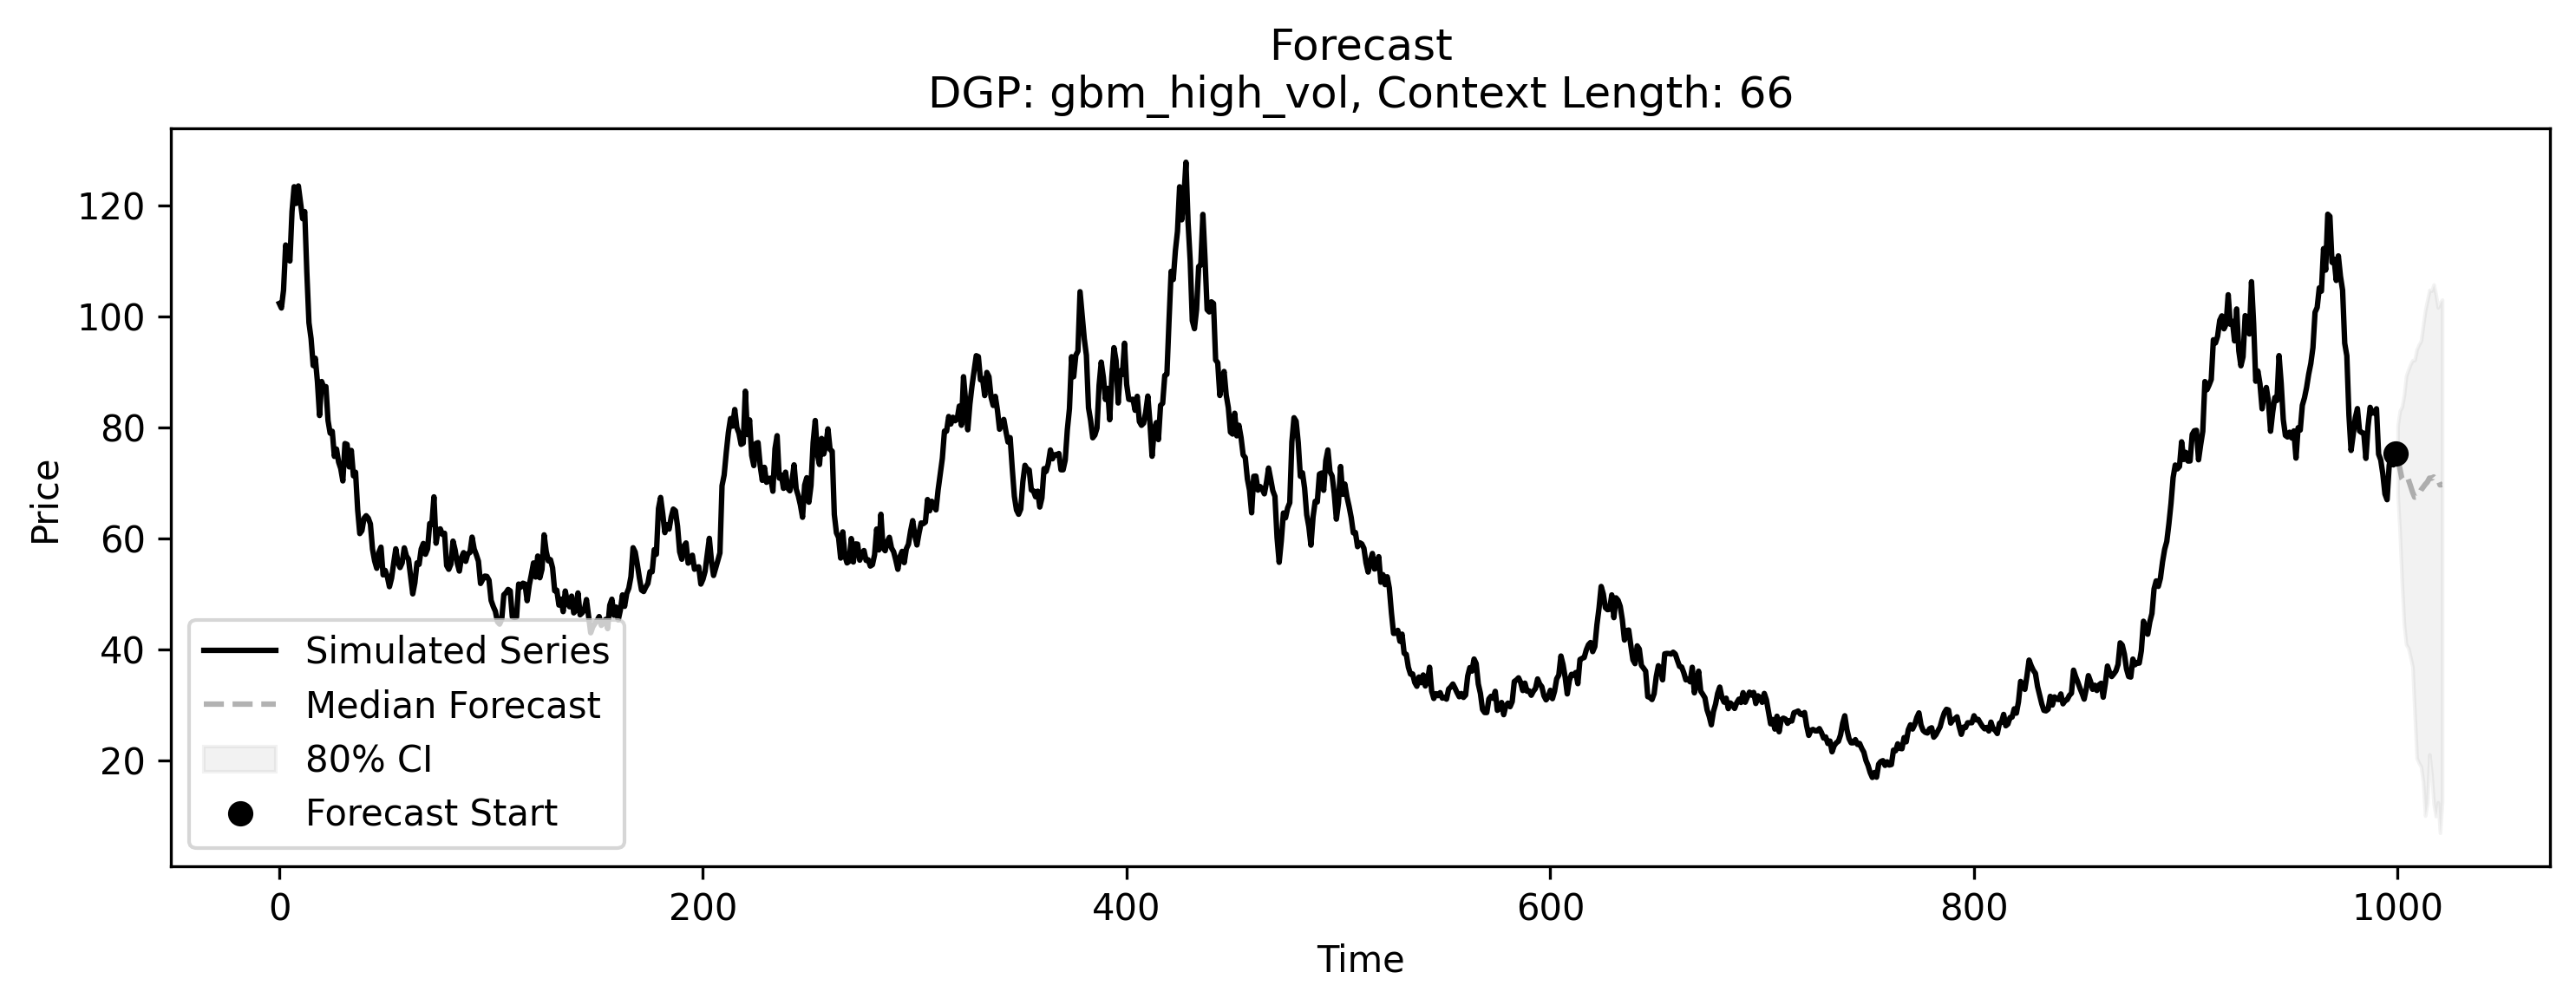 Forecast
DGP: gbm_high_vol, Context Length: 66
Price
120
100
80
60
40
20
Simulated Series
Median Forecast
80% CI
Forecast Start
0
200
400
600
800
1000
Time